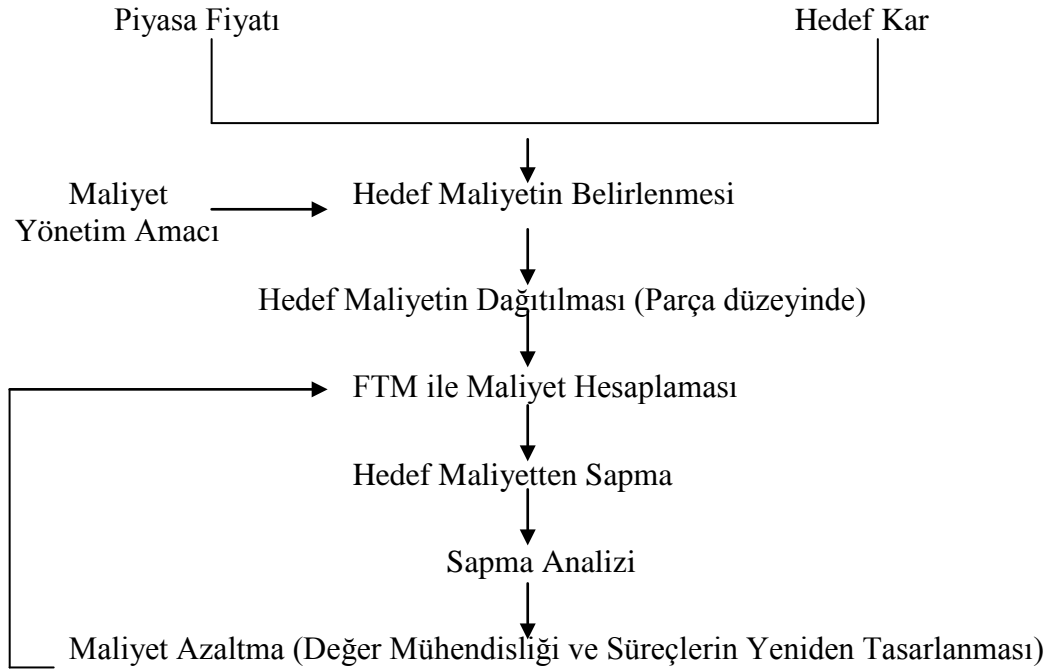 Piyasa Fiyatı
Hedef Kar
Maliyet
Yönetim Amacı
Hedef Maliyetin Belirlenmesi
Hedef Maliyetin Dağıtılması (Parça düzeyinde)
FTM ile Maliyet Hesaplaması
Hedef Maliyetten Sapma
Sapma Analizi
Maliyet Azaltma (Değer Mühendisliği ve Süreçlerin Yeniden Tasarlanması)